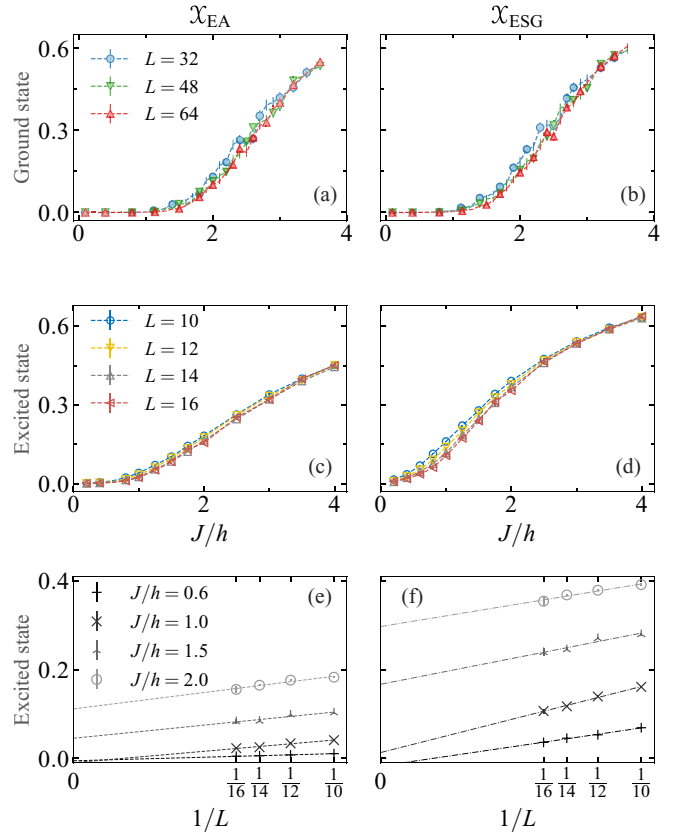 χ_EA
χ_ESG
Ground state
0.6
0.3
0.0
L = 32
L = 48
L = 64
(a)
(b)
0
2
4
0
2
4
Excited state
0.6
0.3
0.0
L = 10
L = 12
L = 14
L = 16
(c)
(d)
0
2
4
0
2
4
J/h
J/h
Excited state
0.4
0.2
0.0
J/h = 0.6
J/h = 1.0
J/h = 1.5
J/h = 2.0
(e)
(f)
0
1/16
1/14
1/12
1/10
0
1/16
1/14
1/12
1/10
1/L
1/L